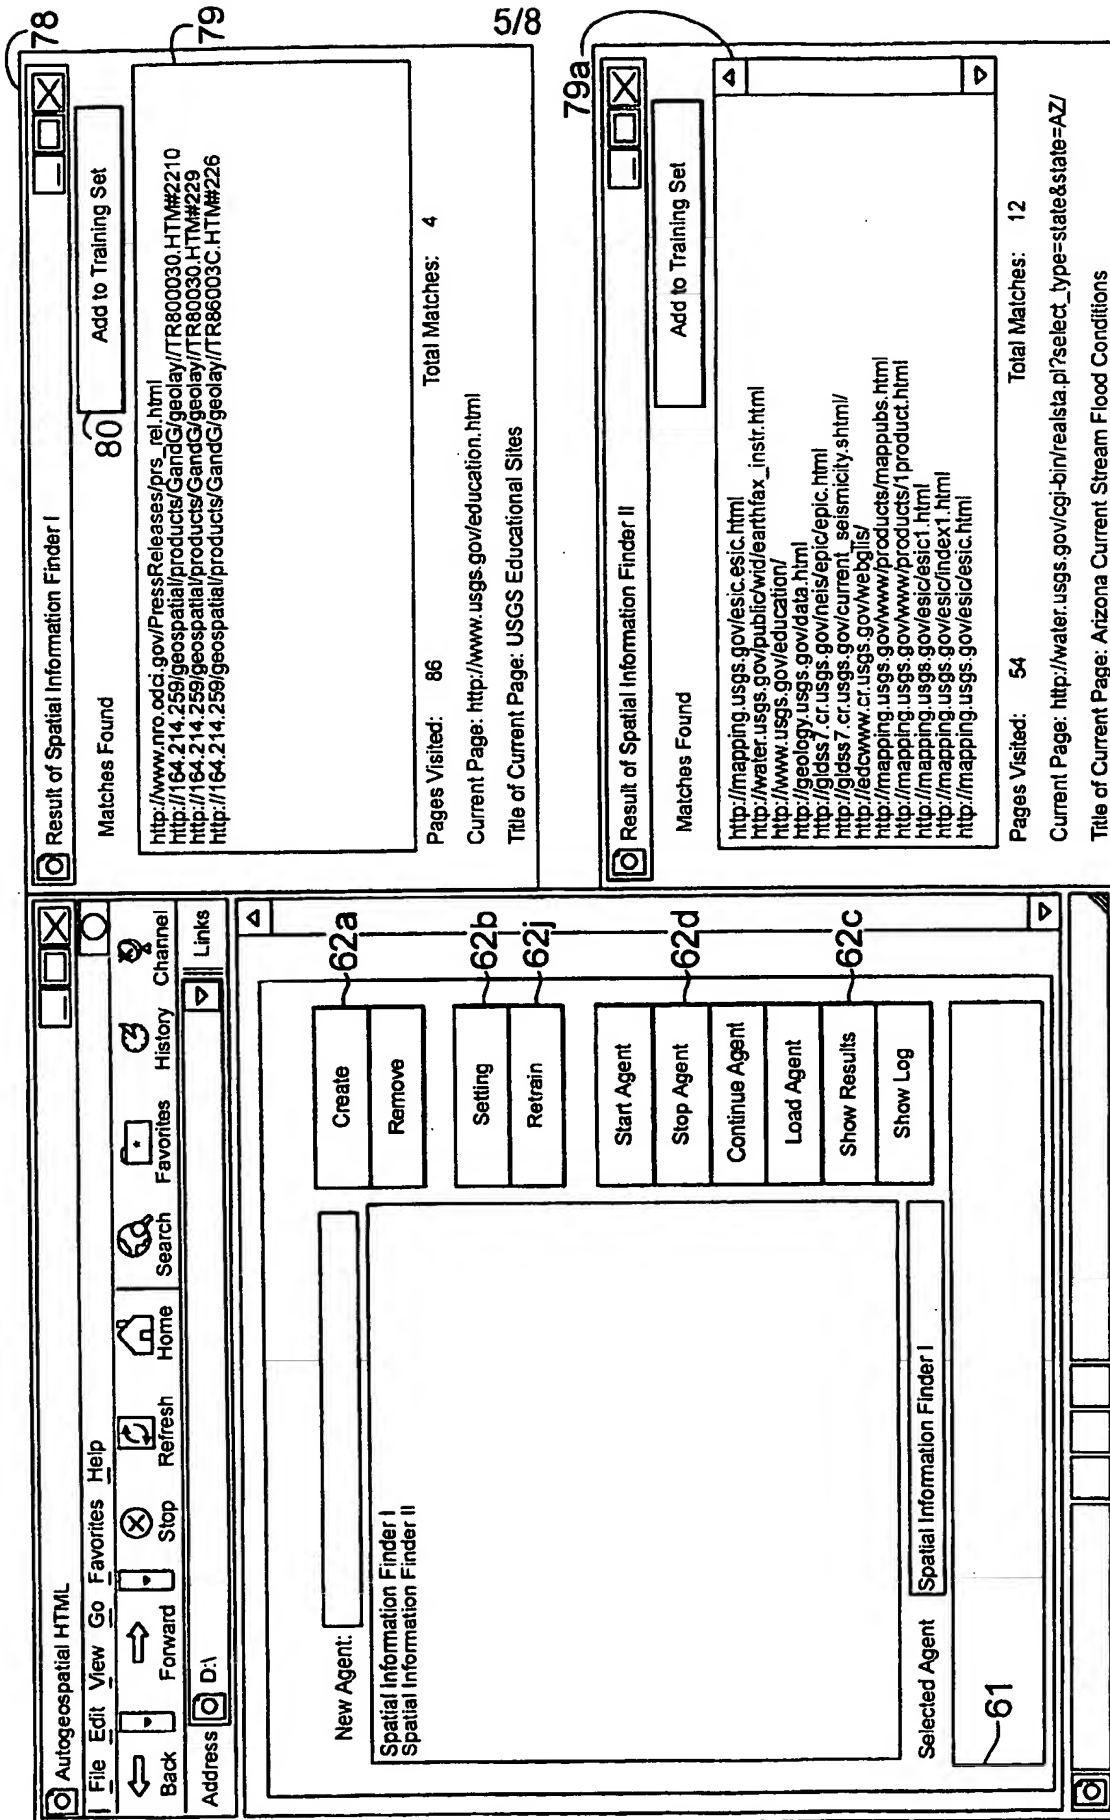 5/8
Autogeospatial HTML
File Edit View Go Favorites Help
Back Forward Stop Refresh Home Search Favorites History Channel
Address D:\ Links
New Agent:
Spatial Information Finder I
Spatial Information Finder II
Selected Agent Spatial Information Finder I
61
Create
Remove
62a
Setting
62b
Retrain
62j
Start Agent
Stop Agent
62d
Continue Agent
Load Agent
Show Results
62c
Show Log
78
Result of Spatial Information Finder I
Matches Found
80
Add to Training Set
79
http://www.nro.odci.gov/PressReleases/prs_rel.html
http://164.214.259/geospatial/products/GandG/geolay//TR800030.HTM#2210
http://164.214.259/geospatial/products/GandG/geolay//TR80030.HTM#229
http://164.214.259/geospatial/products/GandG/geolay//TR86003C.HTM#226
Pages Visited: 86 Total Matches: 4
Current Page: http://www.usgs.gov/education.html
Title of Current Page: USGS Educational Sites
79a
Result of Spatial Information Finder II
Matches Found
Add to Training Set
http://mapping.usgs.gov/esic.esic.html
http://water.usgs.gov/public/wid/earthfax_instr.html
http://www.usgs.gov/education/
http://geology.usgs.gov/data.html
http://gldss7.cr.usgs.gov/neis/epic/epic.html
http://gldss7.cr.usgs.gov/current_seismicity.shtml/
http://edcwww.cr.usgs.gov/webglis/
http://mapping.usgs.gov/www/products/mappubs.html
http://mapping.usgs.gov/www/products/1product.html
http://mapping.usgs.gov/esic/esic1.html
http://mapping.usgs.gov/esic/index1.html
http://mapping.usgs.gov/esic/esic.html
Pages Visited: 54 Total Matches: 12
Current Page: http://water.usgs.gov/cgi-bin/realsta.pl?select_type=state&state=AZ/
Title of Current Page: Arizona Current Stream Flood Conditions